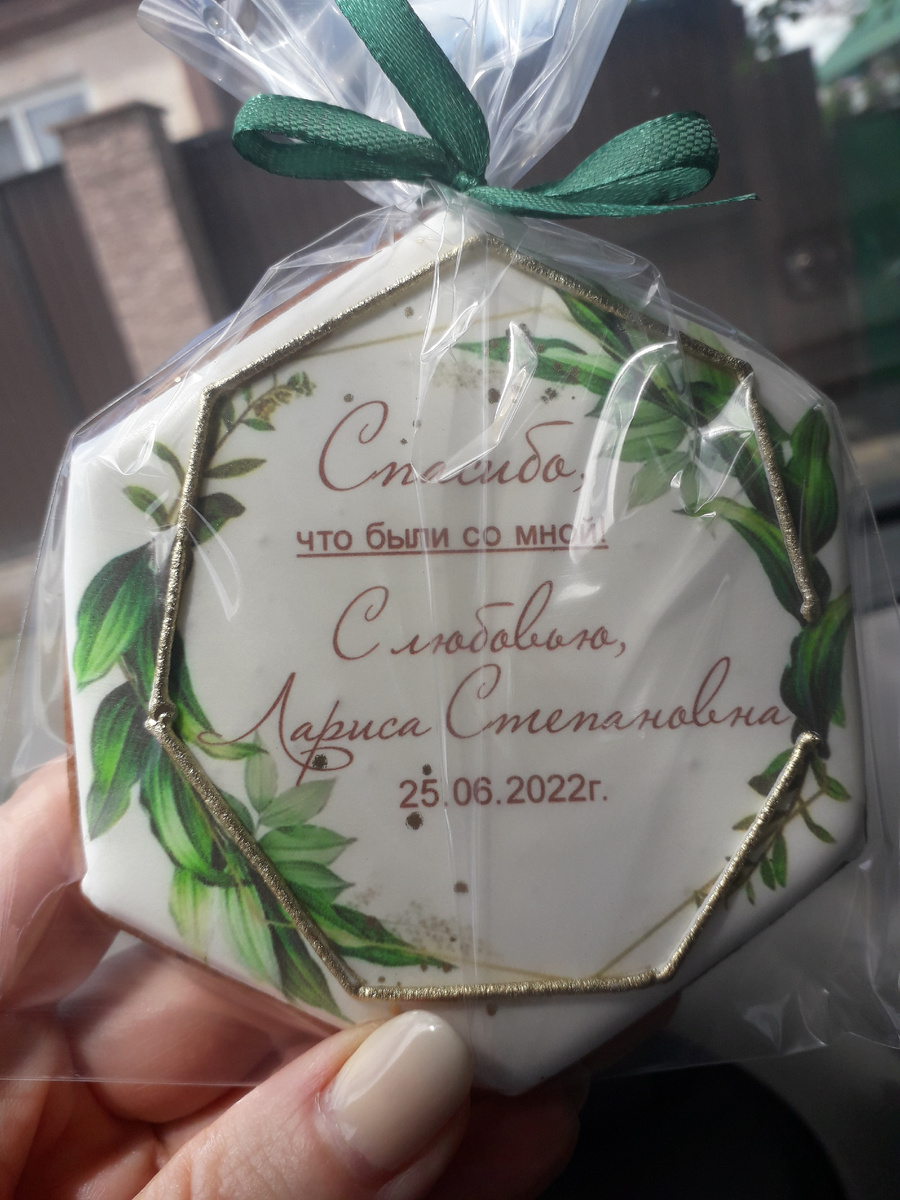 Спасибо,
что были со мной!
С любовью,
Лариса Степановна
25.06.2022г.